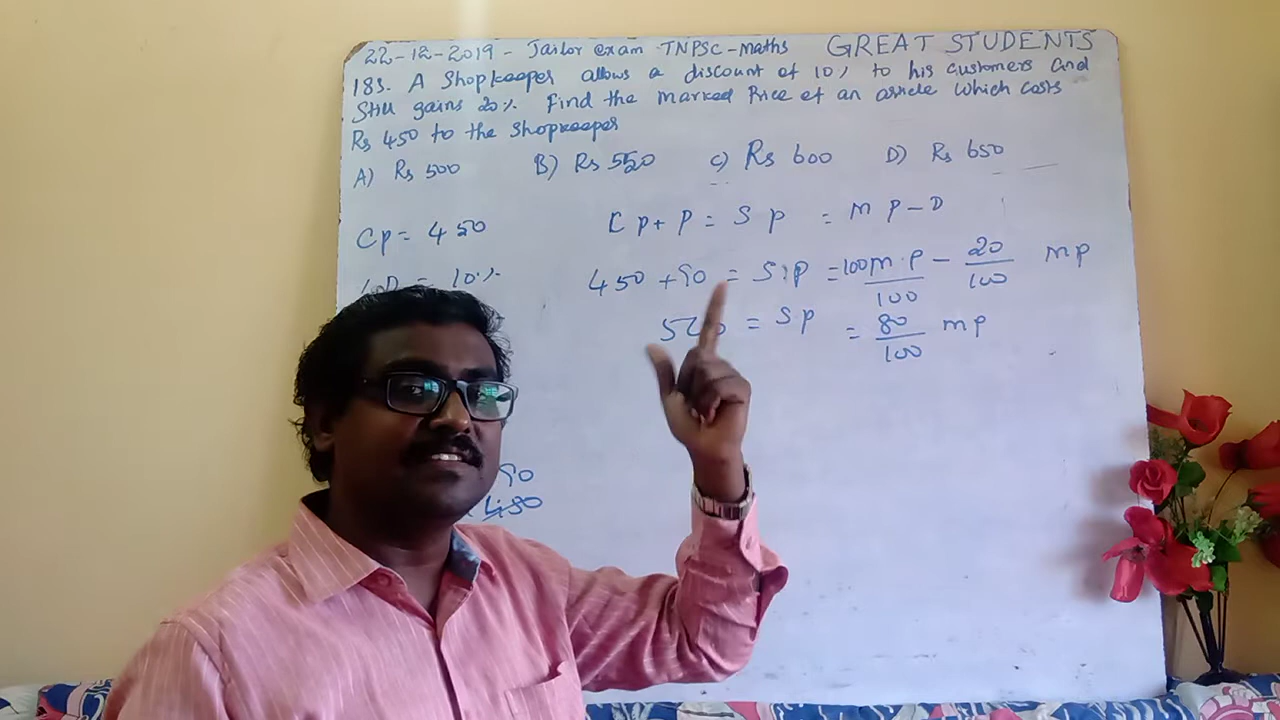 22-12-2019 - Jailor exam TNPSC - Maths GREAT STUDENTS
183. A Shopkeeper allows a discount of 10% to his customers and
Still gains 20%. Find the Marked Price of an article which costs
Rs 450 to the shopkeeper
A) Rs 500 B) Rs 550 C) Rs 600 D) Rs 650
Cp = 450 Cp + P = SP = MP - D
D = 10% 450 + 90 = S.P = 100 M.P / 100 - 20 / 100 MP
= SP = 80 / 100 MP
90
450